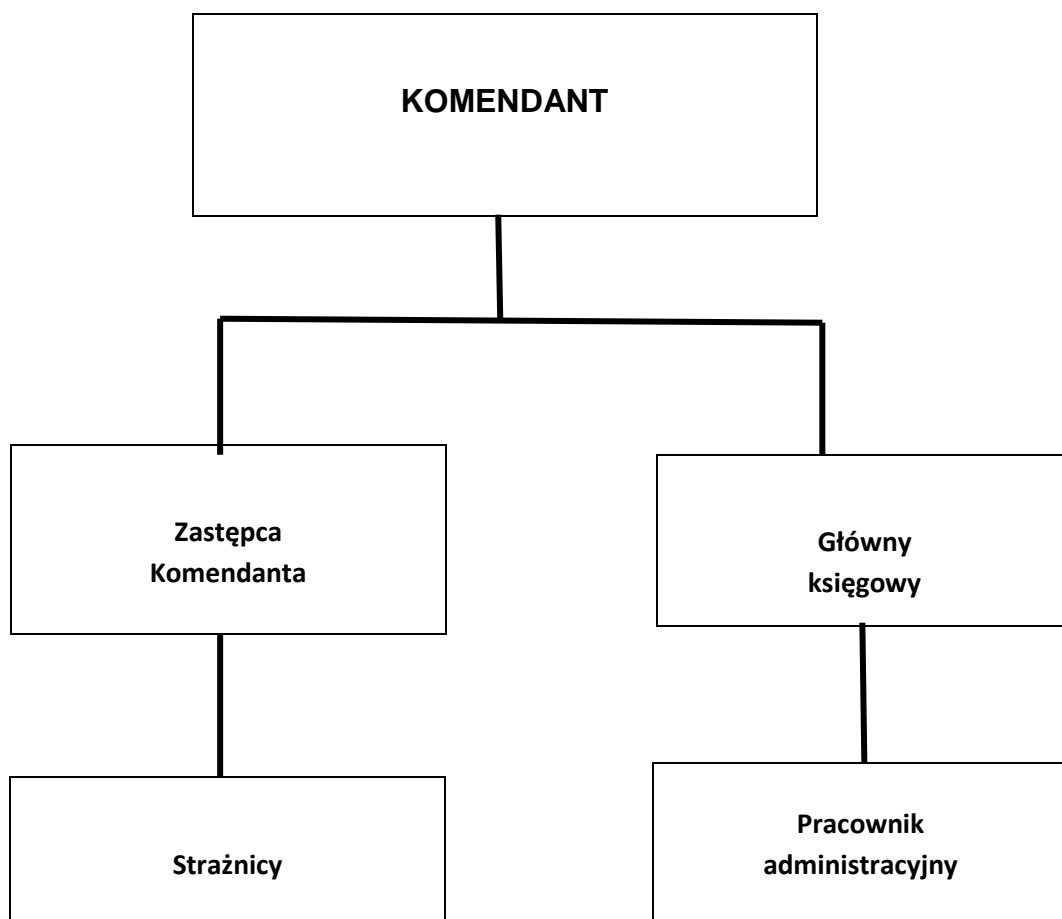 KOMENDANT
Zastępca
Komendanta
Główny
księgowy
Strażnicy
Pracownik
administracyjny